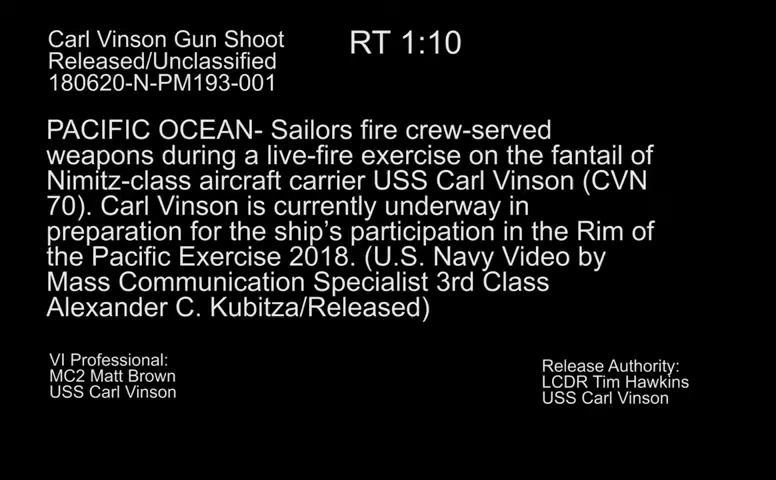 Carl Vinson Gun Shoot
Released/Unclassified
180620-N-PM193-001
RT 1:10
PACIFIC OCEAN- Sailors fire crew-served
weapons during a live-fire exercise on the fantail of
Nimitz-class aircraft carrier USS Carl Vinson (CVN
70). Carl Vinson is currently underway in
preparation for the ship's participation in the Rim of
the Pacific Exercise 2018. (U.S. Navy Video by
Mass Communication Specialist 3rd Class
Alexander C. Kubitza/Released)
VI Professional:
MC2 Matt Brown
USS Carl Vinson
Release Authority:
LCDR Tim Hawkins
USS Carl Vinson